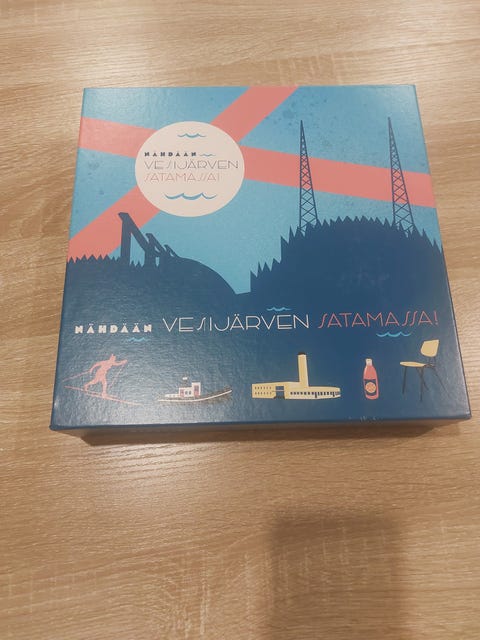 NÄHDÄÄN
VESIJÄRVEN
SATAMASSA!
NÄHDÄÄN VESIJÄRVEN SATAMASSA!